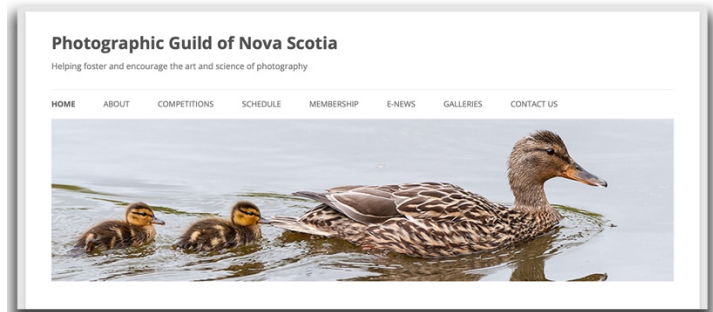 Photographic Guild of Nova Scotia
Helping foster and encourage the art and science of photography
HOME ABOUT COMPETITIONS SCHEDULE MEMBERSHIP E-NEWS GALLERIES CONTACT US